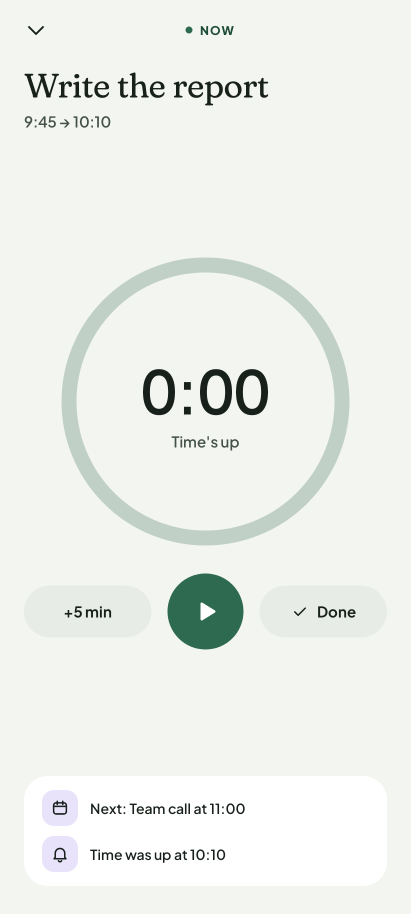 NOW
Write the report
9:45 → 10:10
0:00
Time's up
+5 min
Done
Next: Team call at 11:00
Time was up at 10:10